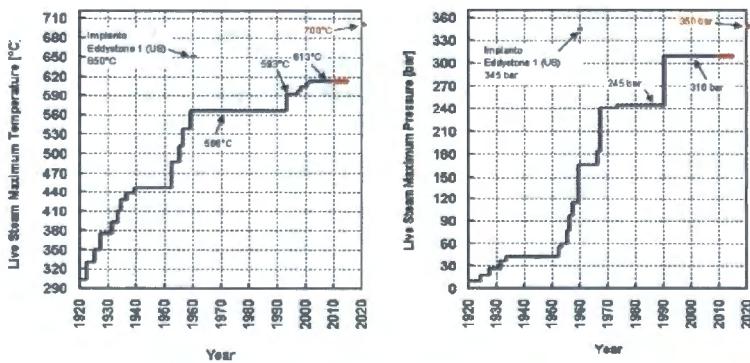 Live Steam Maximum Temperature [°C]
710
680
650
620
590
560
530
500
470
440
410
380
350
320
290
Implanto
Eddystone 1 (US)
650°C
700°C
593°C
613°C
566°C
1920
1930
1940
1950
1960
1970
1980
1990
2000
2010
2020
Year
Live Steam Maximum Pressure [bar]
360
330
300
270
240
210
180
150
120
90
60
30
0
Implanto
Eddystone 1 (US)
345 bar
350 bar
245 bar
310 bar
1920
1930
1940
1950
1960
1970
1980
1990
2000
2010
2020
Year